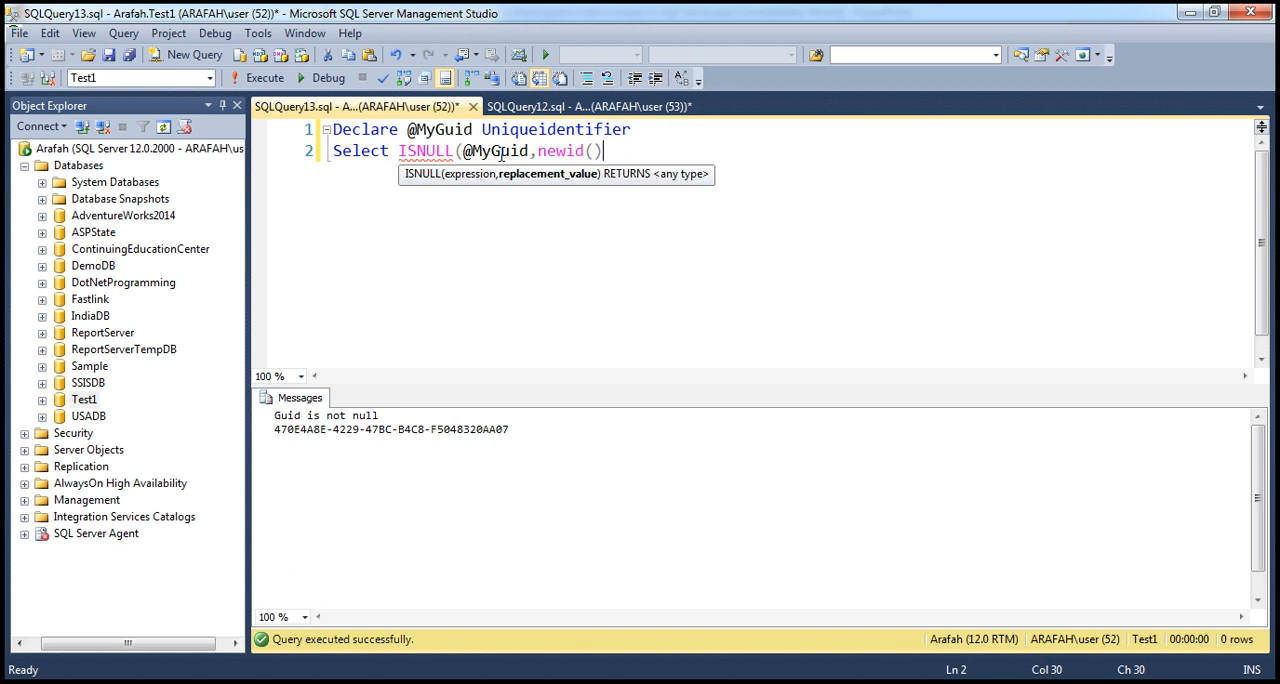 SQLQuery13.sql - Arafah.Test1 (ARAFAH\user (52))* - Microsoft SQL Server Management Studio
File Edit View Query Project Debug Tools Window Help
New Query
Test1 Execute Debug
Object Explorer
SQLQuery13.sql - A...(ARAFAH\user (52))* SQLQuery12.sql - A...(ARAFAH\user (53))*
Connect
Arafah (SQL Server 12.0.2000 - ARAFAH\us
Databases
System Databases
Database Snapshots
AdventureWorks2014
ASPState
ContinuingEducationCenter
DemoDB
DotNetProgramming
Fastlink
IndiaDB
ReportServer
ReportServerTempDB
Sample
SSISDB
Test1
USADB
Security
Server Objects
Replication
AlwaysOn High Availability
Management
Integration Services Catalogs
SQL Server Agent
1 Declare @MyGuid Uniqueidentifier
2 Select ISNULL(@MyGuid,newid()
ISNULL(expression,replacement_value) RETURNS <any type>
100 %
Messages
Guid is not null
470E4A8E-4229-47BC-B4C8-F5048320AA07
100 %
Query executed successfully. Arafah (12.0 RTM) ARAFAH\user (52) Test1 00:00:00 0 rows
Ready Ln 2 Col 30 Ch 30 INS